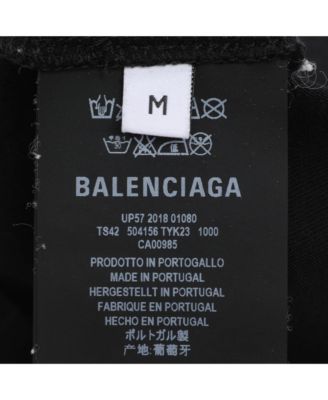 M
BALENCIAGA
UP57 2018 01080
TS42 504156 TYK23 1000
CA00985
PRODOTTO IN PORTOGALLO
MADE IN PORTUGAL
HERGESTELLT IN PORTUGAL
FABRIQUE EN PORTUGAL
HECHO EN PORTUGAL
ポルトガル製
产地:葡萄牙